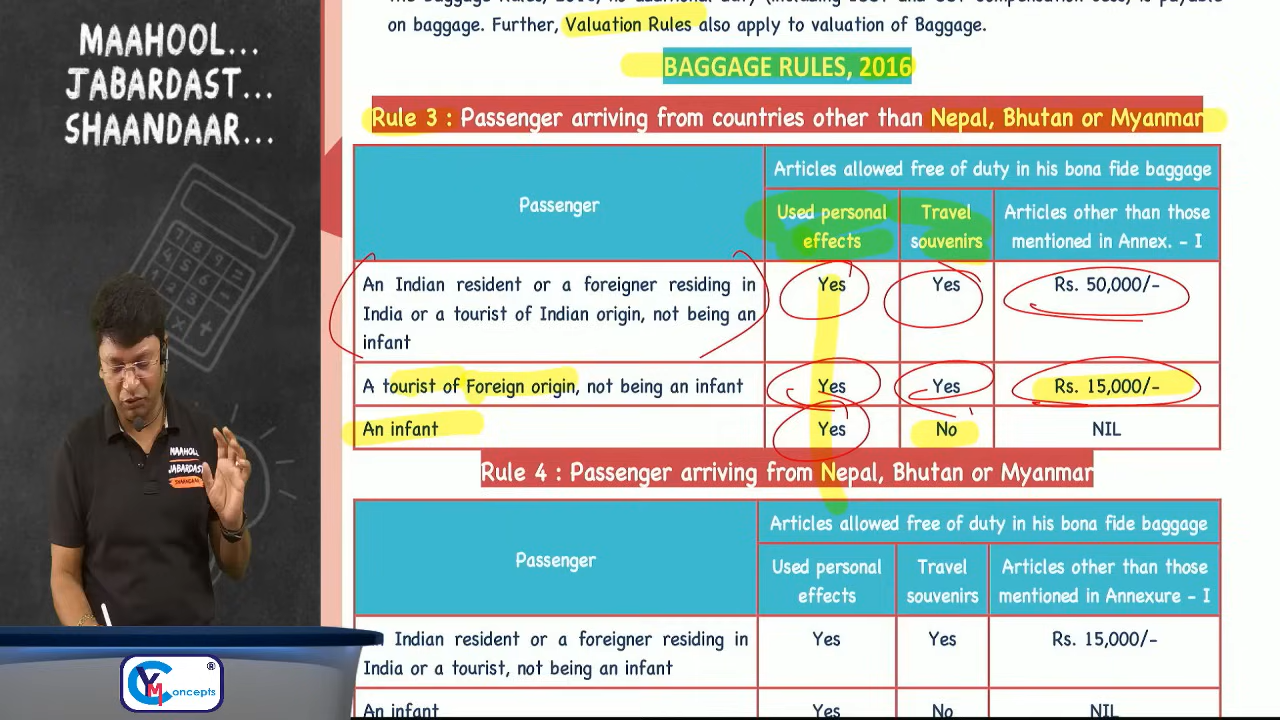 MAAHOOL...
JABARDAST...
SHAANDAAR...
on baggage. Further, Valuation Rules also apply to valuation of Baggage.
BAGGAGE RULES, 2016
Rule 3 : Passenger arriving from countries other than Nepal, Bhutan or Myanmar
Passenger
Articles allowed free of duty in his bona fide baggage
Used personal effects
Travel souvenirs
Articles other than those mentioned in Annex. - I
An Indian resident or a foreigner residing in
India or a tourist of Indian origin, not being an
infant
Yes
Yes
Rs. 50,000/-
A tourist of Foreign origin, not being an infant
Yes
Yes
Rs. 15,000/-
An infant
Yes
No
NIL
Rule 4 : Passenger arriving from Nepal, Bhutan or Myanmar
Passenger
Articles allowed free of duty in his bona fide baggage
Used personal effects
Travel souvenirs
Articles other than those mentioned in Annexure - I
Indian resident or a foreigner residing in
India or a tourist, not being an infant
Yes
Yes
Rs. 15,000/-
An infant
Yes
No
NIL
MAAHOLL
JABARDAST
SHAANDAAR
7 8 9
CYM Concepts ®